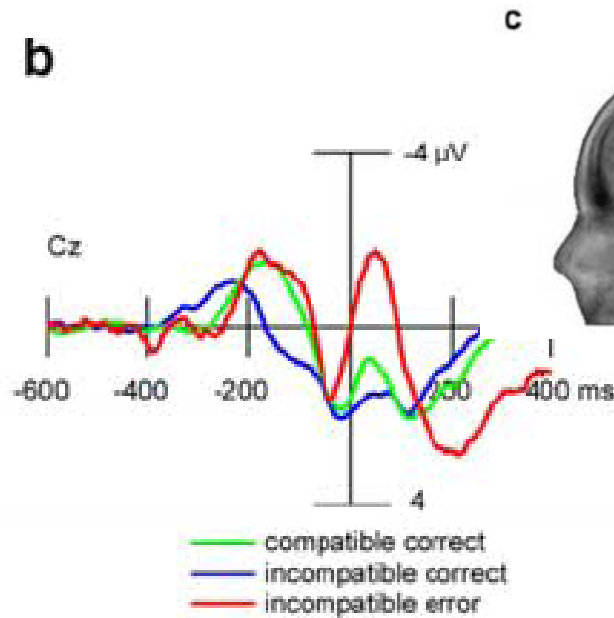 c
b
-4 µV
Cz
-600 -400 -200 200 400 ms
4
compatible correct
incompatible correct
incompatible error